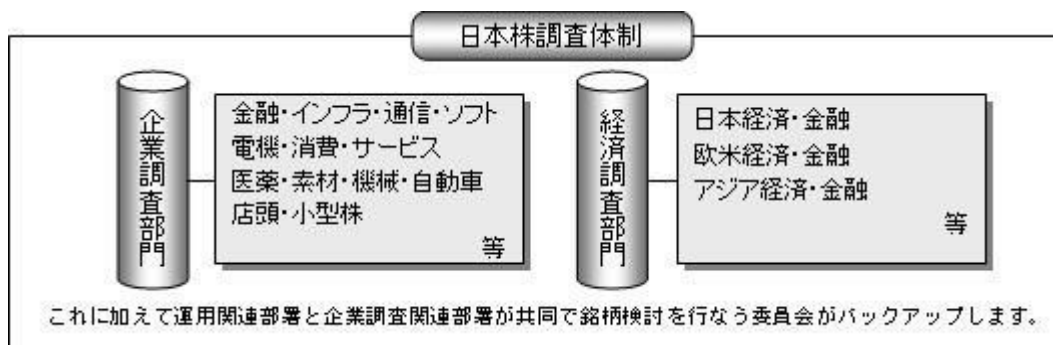 日本株調査体制
企業調査部門
金融・インフラ・通信・ソフト
電機・消費・サービス
医薬・素材・機械・自動車
店頭・小型株
等
経済調査部門
日本経済・金融
欧米経済・金融
アジア経済・金融
等
これに加えて運用関連部署と企業調査関連部署が共同で銘柄検討を行なう委員会がバックアップします。